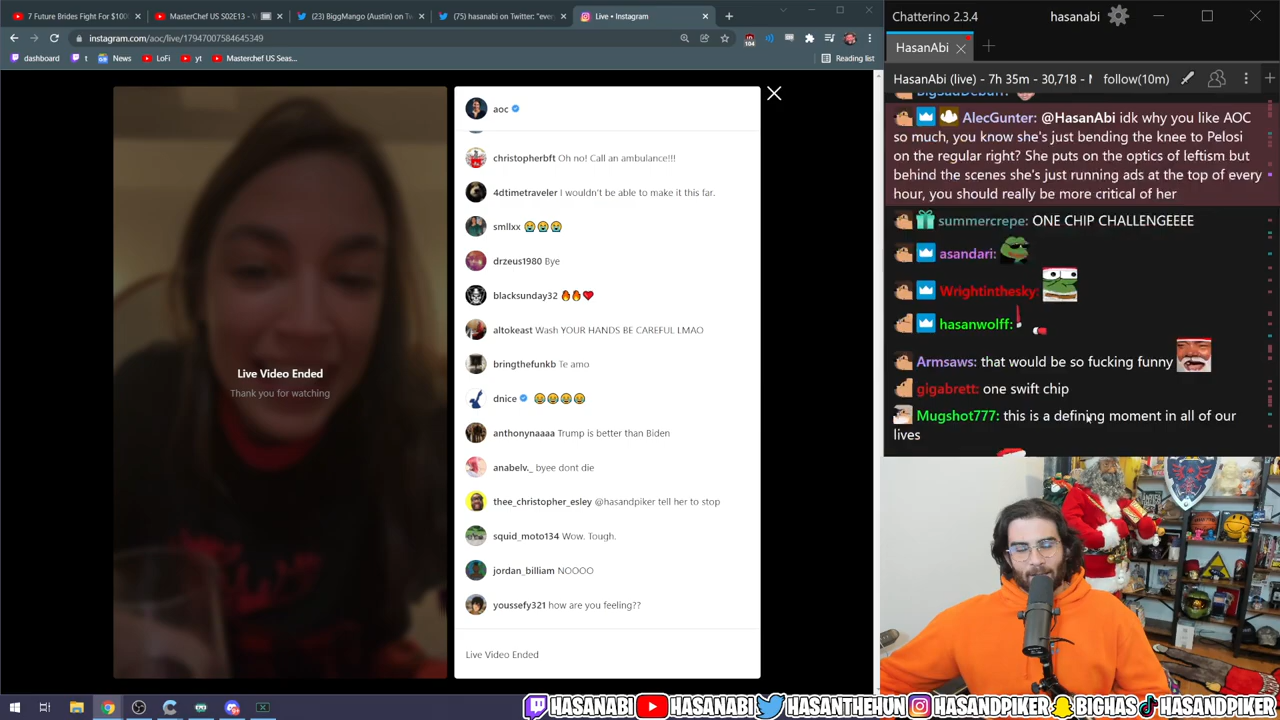 7 Future Brides Fight For $100
MasterChef US S02E13 - V
(23) BiggMango (Austin) on Tw
(75) hasanabi on Twitter: "ever
Live • Instagram
instagram.com/aoc/live/17947007584645349
104
dashboard
t
News
LoFi
yt
Masterchef US Seas...
Reading list
aoc
christopherbft Oh no! Call an ambulance!!!
4dtimetraveler I wouldn't be able to make it this far.
smllxx
drzeus1980 Bye
blacksunday32
altokeast Wash YOUR HANDS BE CAREFUL LMAO
bringthefunkb Te amo
dnice
anthonynaaaa Trump is better than Biden
anabelv._ byee dont die
thee_christopher_esley @hasandpiker tell her to stop
squid_moto134 Wow. Tough.
jordan_billiam NOOOO
youssefy321 how are you feeling??
Live Video Ended
Live Video Ended
Thank you for watching
Chatterino 2.3.4
hasanabi
HasanAbi
HasanAbi (live) - 7h 35m - 30,718 - follow(10m)
AlecGunter: @HasanAbi idk why you like AOC
so much, you know she's just bending the knee to Pelosi
on the regular right? She puts on the optics of leftism but
behind the scenes she's just running ads at the top of every
hour, you should really be more critical of her
summercrepe: ONE CHIP CHALLENGEEEE
asandari:
Wrightinthesky:
hasanwolff:
Armsaws: that would be so fucking funny
gigabrett: one swift chip
Mugshot777: this is a defining moment in all of our
lives
HASANABI HASANABI HASANTHEHUN HASANDPIKER BIGHAS HASANDPIKER